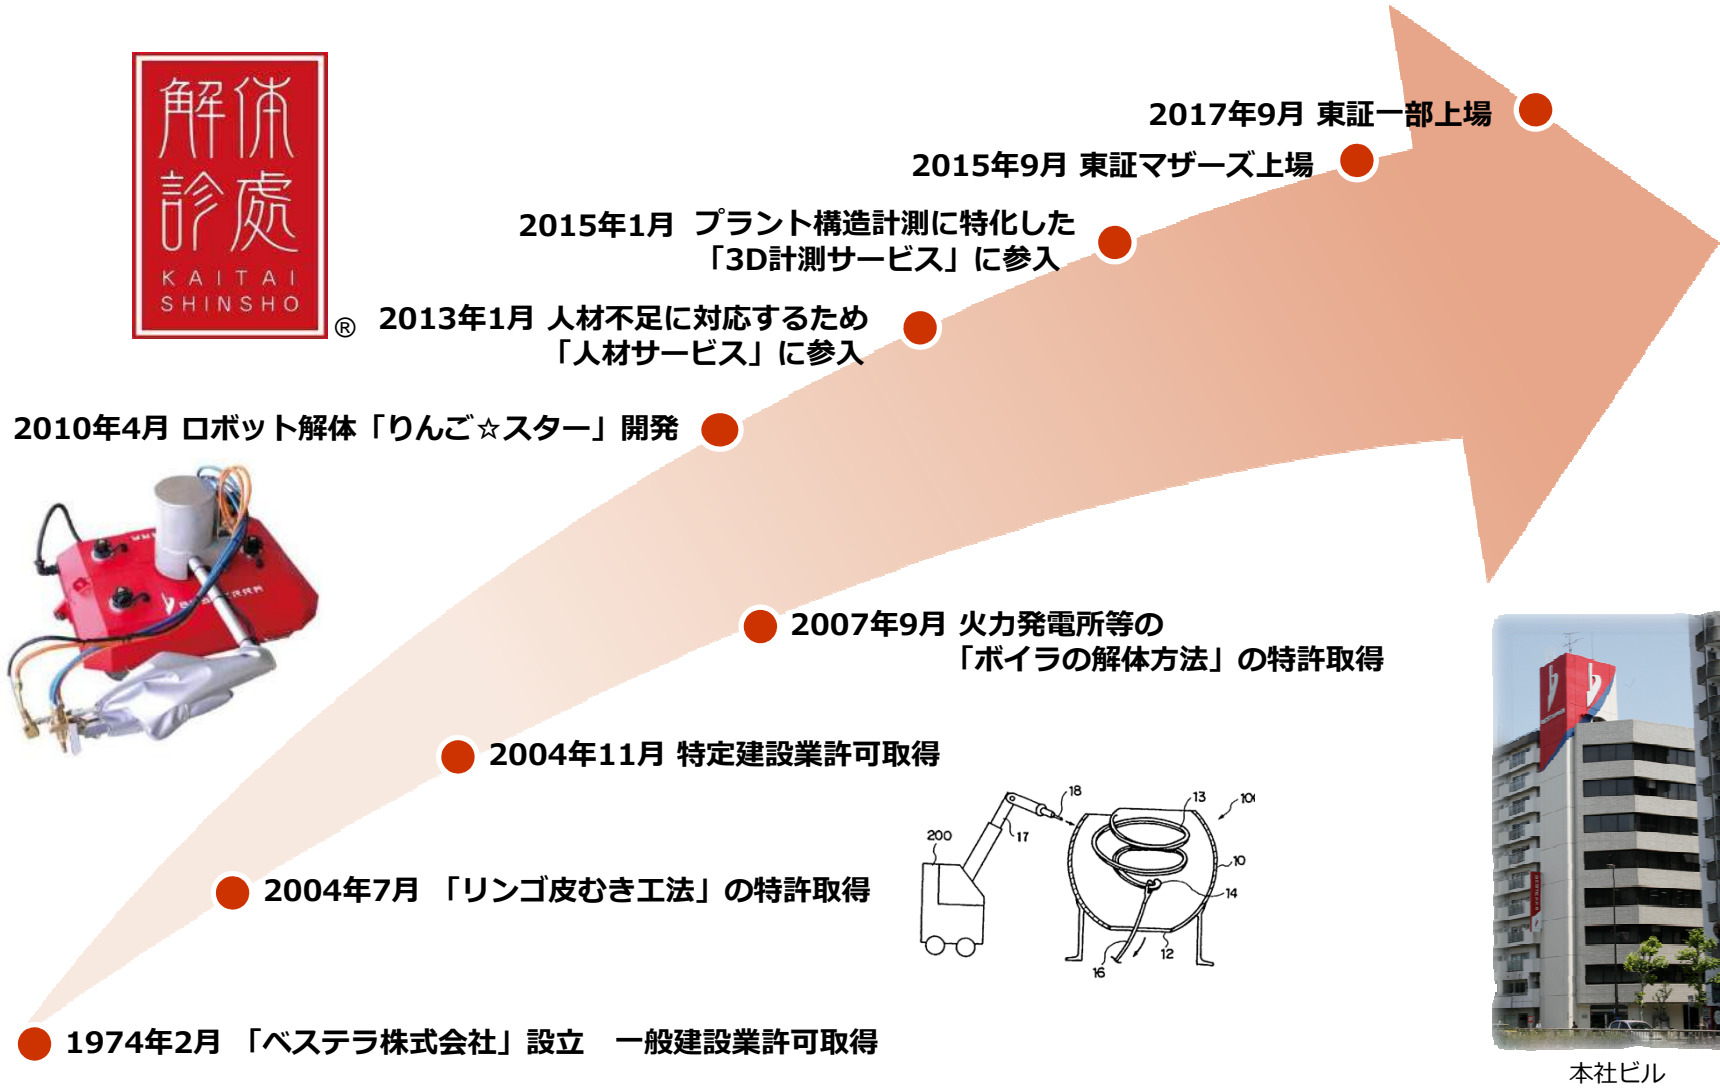 解体
診處
KAITAI
SHINSHO
®
2017年9月 東証一部上場
2015年9月 東証マザーズ上場
2015年1月 プラント構造計測に特化した
「3D計測サービス」に参入
2013年1月 人材不足に対応するため
「人材サービス」に参入
2010年4月 ロボット解体「りんご☆スター」開発
2007年9月 火力発電所等の
「ボイラの解体方法」の特許取得
2004年11月 特定建設業許可取得
2004年7月 「リンゴ皮むき工法」の特許取得
200
17
18
13
10
14
12
16
1974年2月 「ベステラ株式会社」設立　一般建設業許可取得
本社ビル